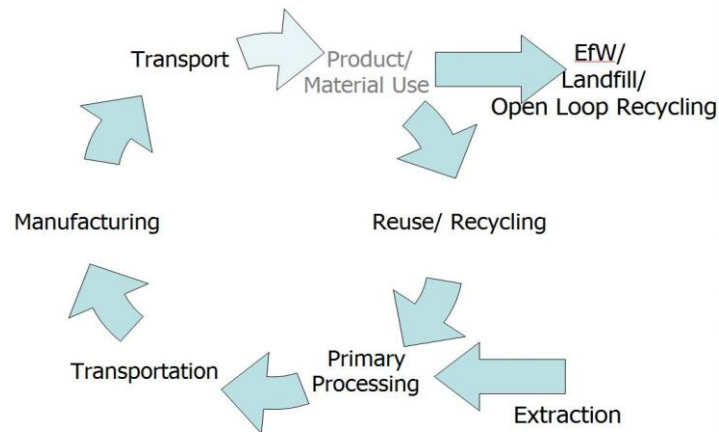 Transport
Product/
Material Use
EfW/
Landfill/
Open Loop Recycling
Manufacturing
Reuse/ Recycling
Transportation
Primary
Processing
Extraction